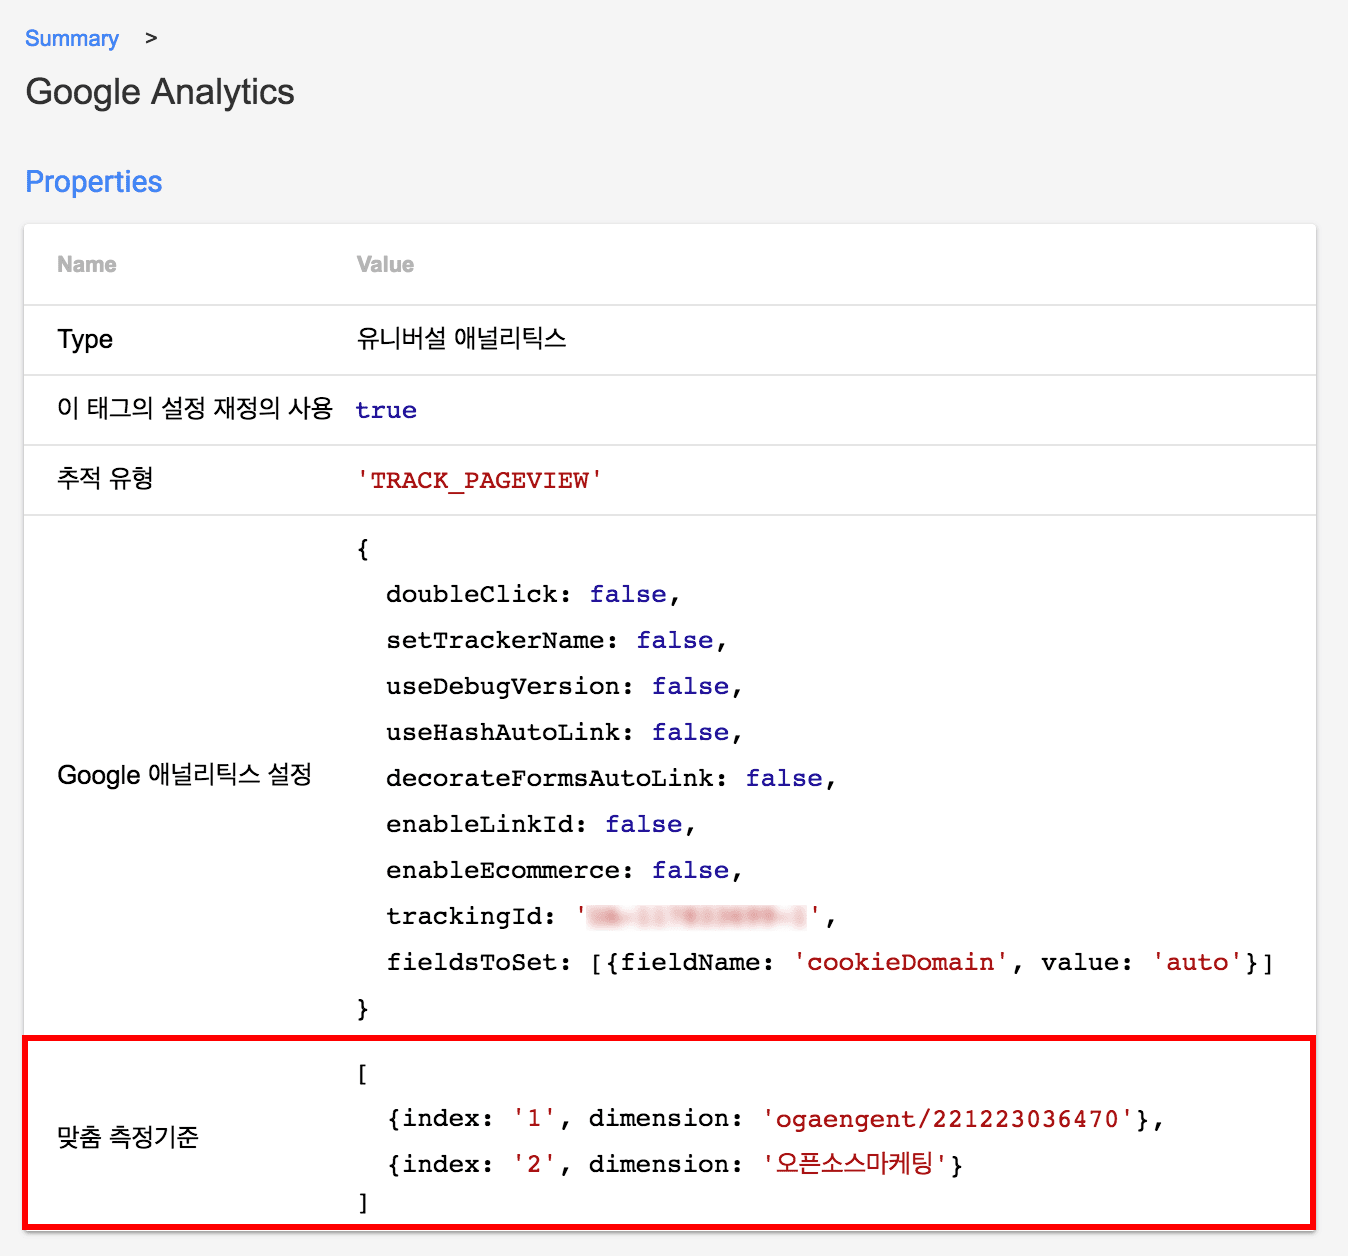 Summary >
Google Analytics
Properties
Name Value
Type 유니버설 애널리틱스
이 태그의 설정 재정의 사용 true
추적 유형 'TRACK_PAGEVIEW'
Google 애널리틱스 설정
{
doubleClick: false,
setTrackerName: false,
useDebugVersion: false,
useHashAutoLink: false,
decorateFormsAutoLink: false,
enableLinkId: false,
enableEcommerce: false,
trackingId: '',
fieldsToSet: [{fieldName: 'cookieDomain', value: 'auto'}]
}
맞춤 측정기준
[
{index: '1', dimension: 'ogaengent/221223036470'},
{index: '2', dimension: '오픈소스마케팅'}
]